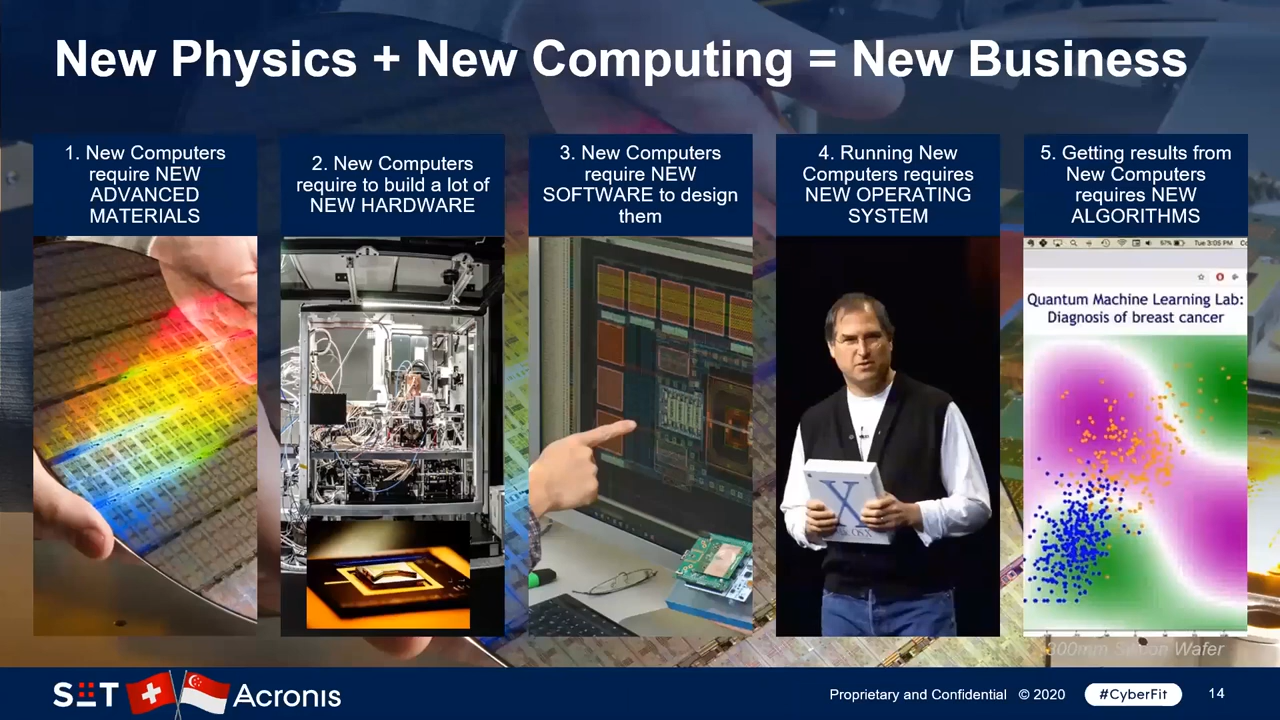 New Physics + New Computing = New Business
1. New Computers
require NEW
ADVANCED
MATERIALS
2. New Computers
require to build a lot of
NEW HARDWARE
3. New Computers
require NEW
SOFTWARE to design
them
4. Running New
Computers requires
NEW OPERATING
SYSTEM
5. Getting results from
New Computers
requires NEW
ALGORITHMS
57%
Tue 3:05 PM
Quantum Machine Learning Lab:
Diagnosis of breast cancer
X
300mm Silicon Wafer
SIT
Acronis
Proprietary and Confidential © 2020
#CyberFit
14